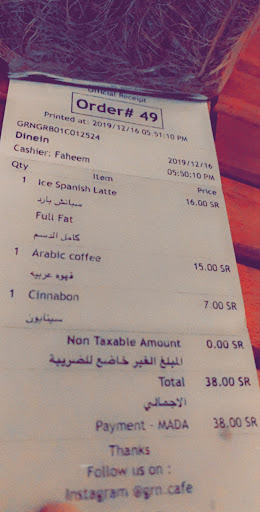 Official Receipt
Order# 49
Printed at: 2019/12/16 05:51:10 PM
GRNGRB01C012524
Dinein 2019/12/16
Cashier: Faheem 05:50:10 PM
Qty Item Price
1 Ice Spanish Latte 16.00 SR
سبانش بارد
Full Fat
كامل الدسم
1 Arabic coffee 15.00 SR
قهوه عربيه
1 Cinnabon 7.00 SR
سينابون
Non Taxable Amount 0.00 SR
المبلغ الغير خاضع للضريبة
Total 38.00 SR
الاجمالي
Payment - MADA 38.00 SR
Thanks
Follow us on :
Instagram @grn.cafe